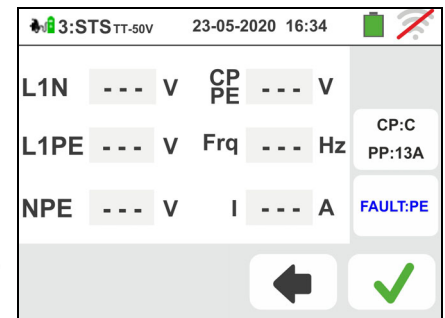 3:STS TT-50V 23-05-2020 16:34
L1N --- V CP PE --- V
L1PE --- V Frq --- Hz
NPE --- V I --- A
CP:C
PP:13A
FAULT:PE